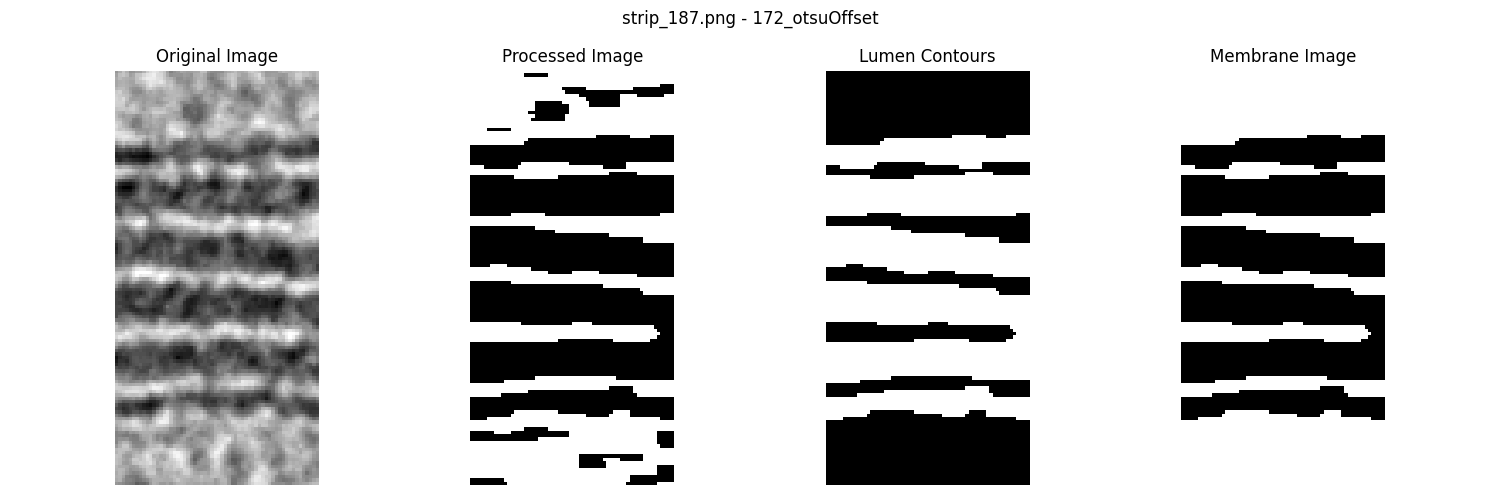 strip_187.png - 172_otsuOffset
Original Image
Processed Image
Lumen Contours
Membrane Image